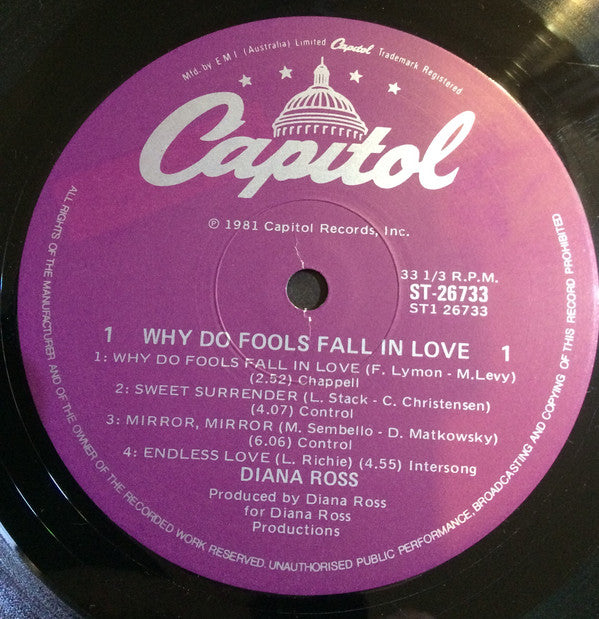 Mfd. by E M I (Australia) Limited Capitol Trademark Registered
Capitol
℗ 1981 Capitol Records, Inc.
33 1/3 R.P.M.
ST-26733
ST1 26733
1 WHY DO FOOLS FALL IN LOVE 1
1: WHY DO FOOLS FALL IN LOVE (F. Lymon - M.Levy)
(2.52) Chappell
2: SWEET SURRENDER (L. Stack - C. Christensen)
(4.07) Control
3: MIRROR, MIRROR (M. Sembello - D. Matkowsky)
(6.06) Control
4: ENDLESS LOVE (L. Richie) (4.55) Intersong
DIANA ROSS
Produced by Diana Ross
for Diana Ross
Productions
ALL RIGHTS OF THE MANUFACTURER AND OF THE OWNER OF THE RECORDED WORK RESERVED. UNAUTHORISED PUBLIC PERFORMANCE, BROADCASTING AND COPYING OF THIS RECORD PROHIBITED